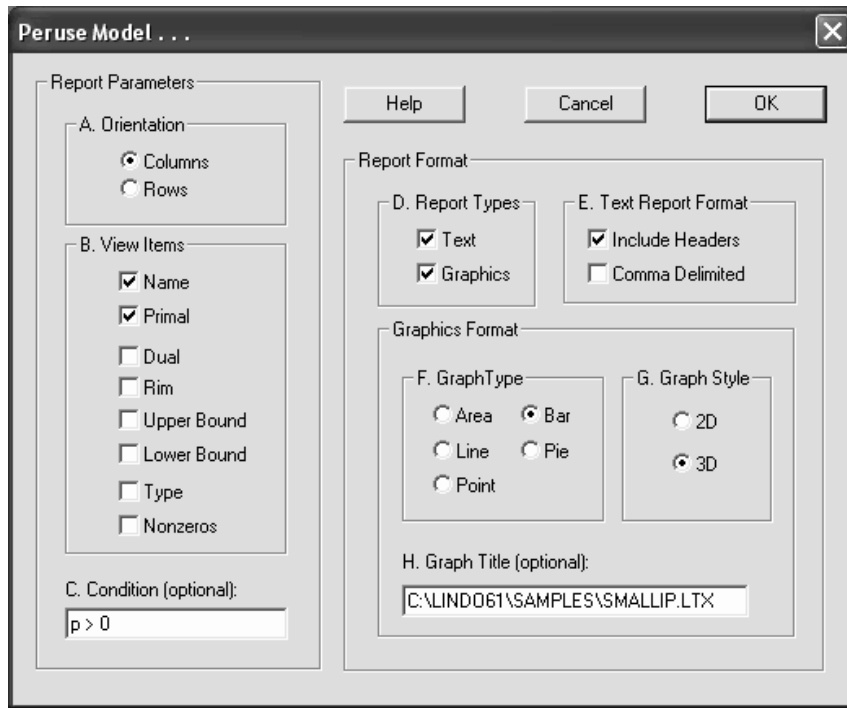 Peruse Model . . .
Report Parameters
A. Orientation
Columns
Rows
B. View Items
Name
Primal
Dual
Rim
Upper Bound
Lower Bound
Type
Nonzeros
C. Condition (optional):
p > 0
Help
Cancel
OK
Report Format
D. Report Types
Text
Graphics
E. Text Report Format
Include Headers
Comma Delimited
Graphics Format
F. GraphType
Area
Bar
Line
Pie
Point
G. Graph Style
2D
3D
H. Graph Title (optional):
C:\LINDO61\SAMPLES\SMALLIP.LTX